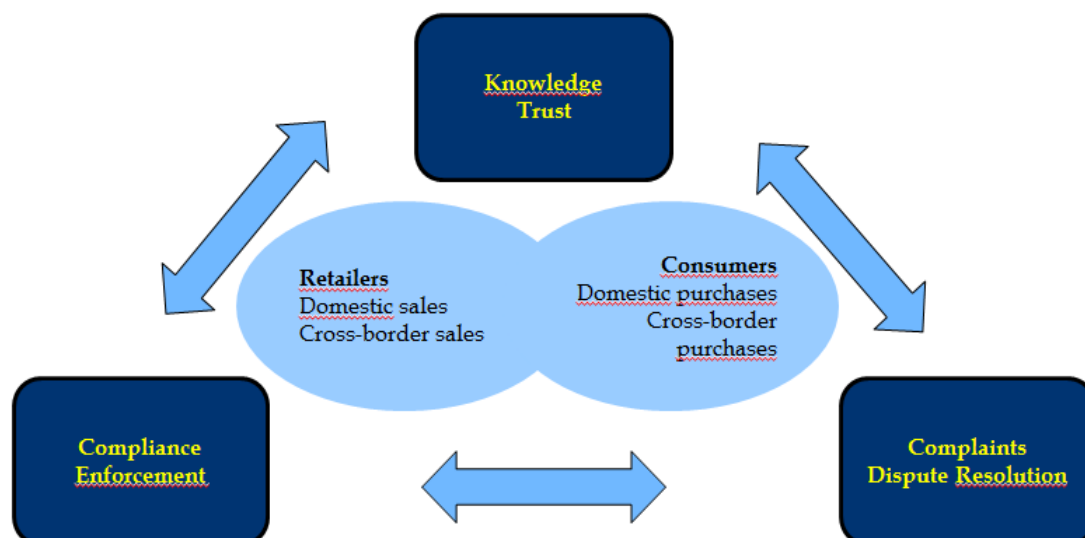 Knowledge
Trust
Retailers
Domestic sales
Cross-border sales
Consumers
Domestic purchases
Cross-border
purchases
Compliance
Enforcement
Complaints
Dispute Resolution